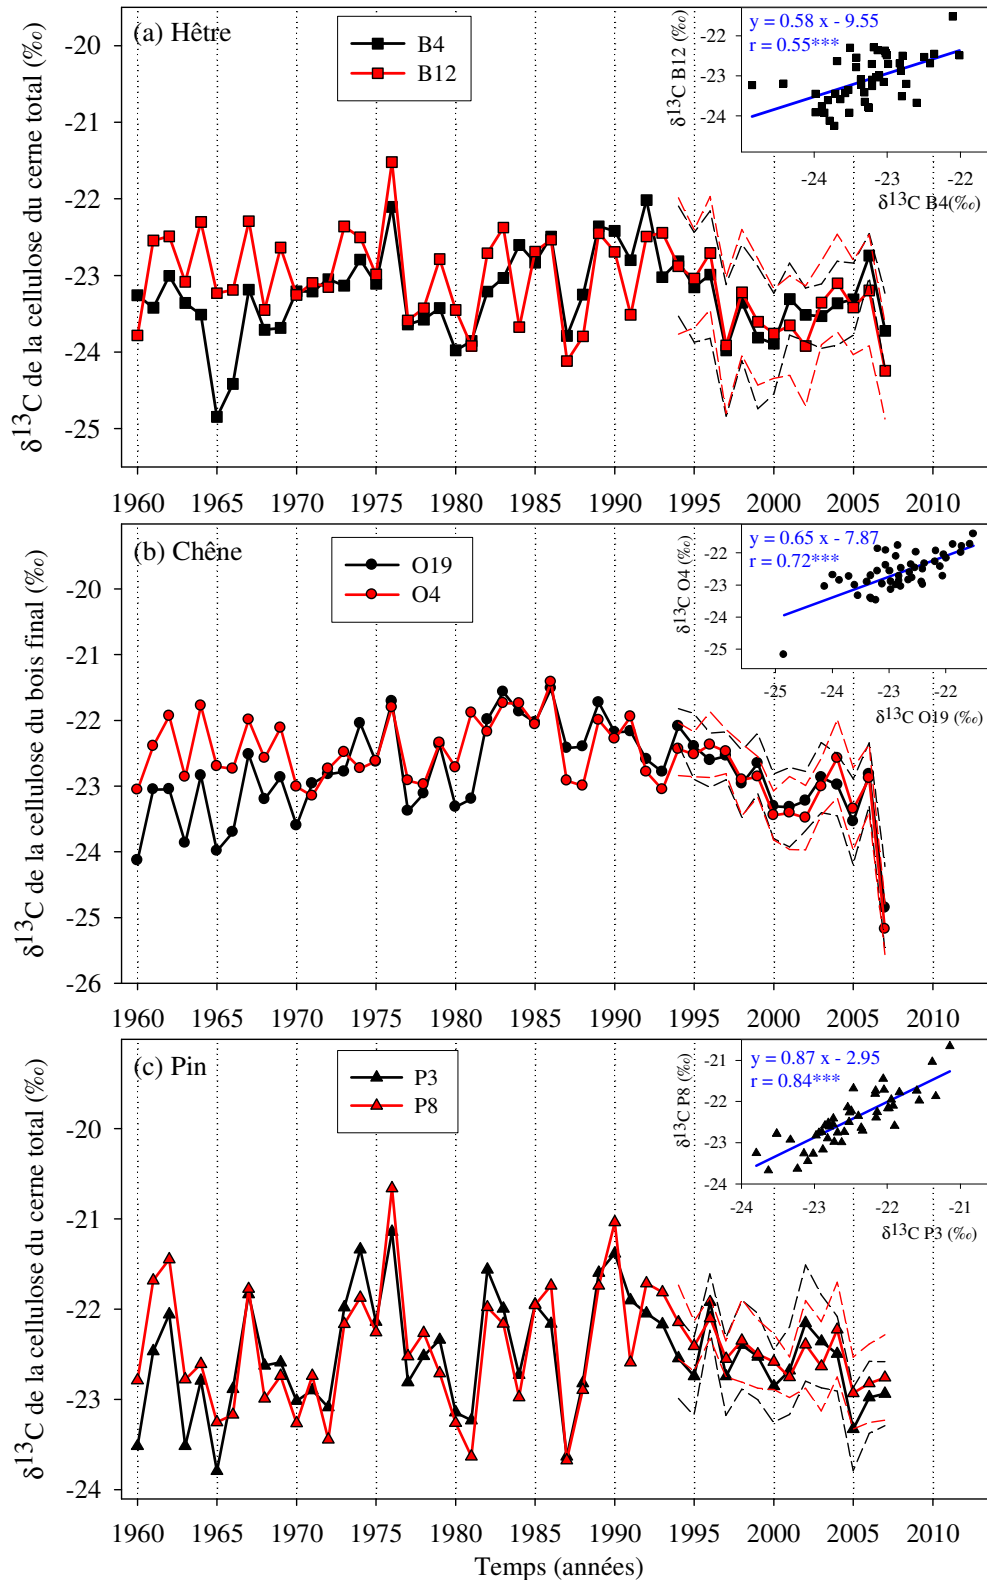 (a) Hêtre
B4
B12
y = 0.58 x - 9.55
r = 0.55***
δ13C B12 (‰)
-22
-23
-24
-24
-23
-22
δ13C B4(‰)
δ13C de la cellulose du cerne total (‰)
-20
-21
-22
-23
-24
-25
1960 1965 1970 1975 1980 1985 1990 1995 2000 2005 2010
(b) Chêne
O19
O4
y = 0.65 x - 7.87
r = 0.72***
δ13C O4 (‰)
-22
-23
-24
-25
-25
-24
-23
-22
δ13C O19 (‰)
δ13C de la cellulose du bois final (‰)
-20
-21
-22
-23
-24
-25
-26
1960 1965 1970 1975 1980 1985 1990 1995 2000 2005 2010
(c) Pin
P3
P8
y = 0.87 x - 2.95
r = 0.84***
δ13C P8 (‰)
-21
-22
-23
-24
-24
-23
-22
-21
δ13C P3 (‰)
δ13C de la cellulose du cerne total (‰)
-20
-21
-22
-23
-24
1960 1965 1970 1975 1980 1985 1990 1995 2000 2005 2010
Temps (années)